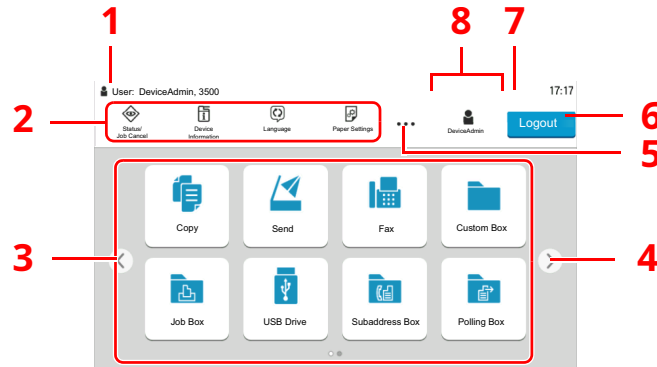 1
8
7
User: DeviceAdmin, 3500
17:17
2
Status/
Job Cancel
Device
Information
Language
Paper Settings
DeviceAdmin
Logout
6
5
Copy
Send
Fax
Custom Box
3
4
Job Box
USB Drive
Subaddress Box
Polling Box